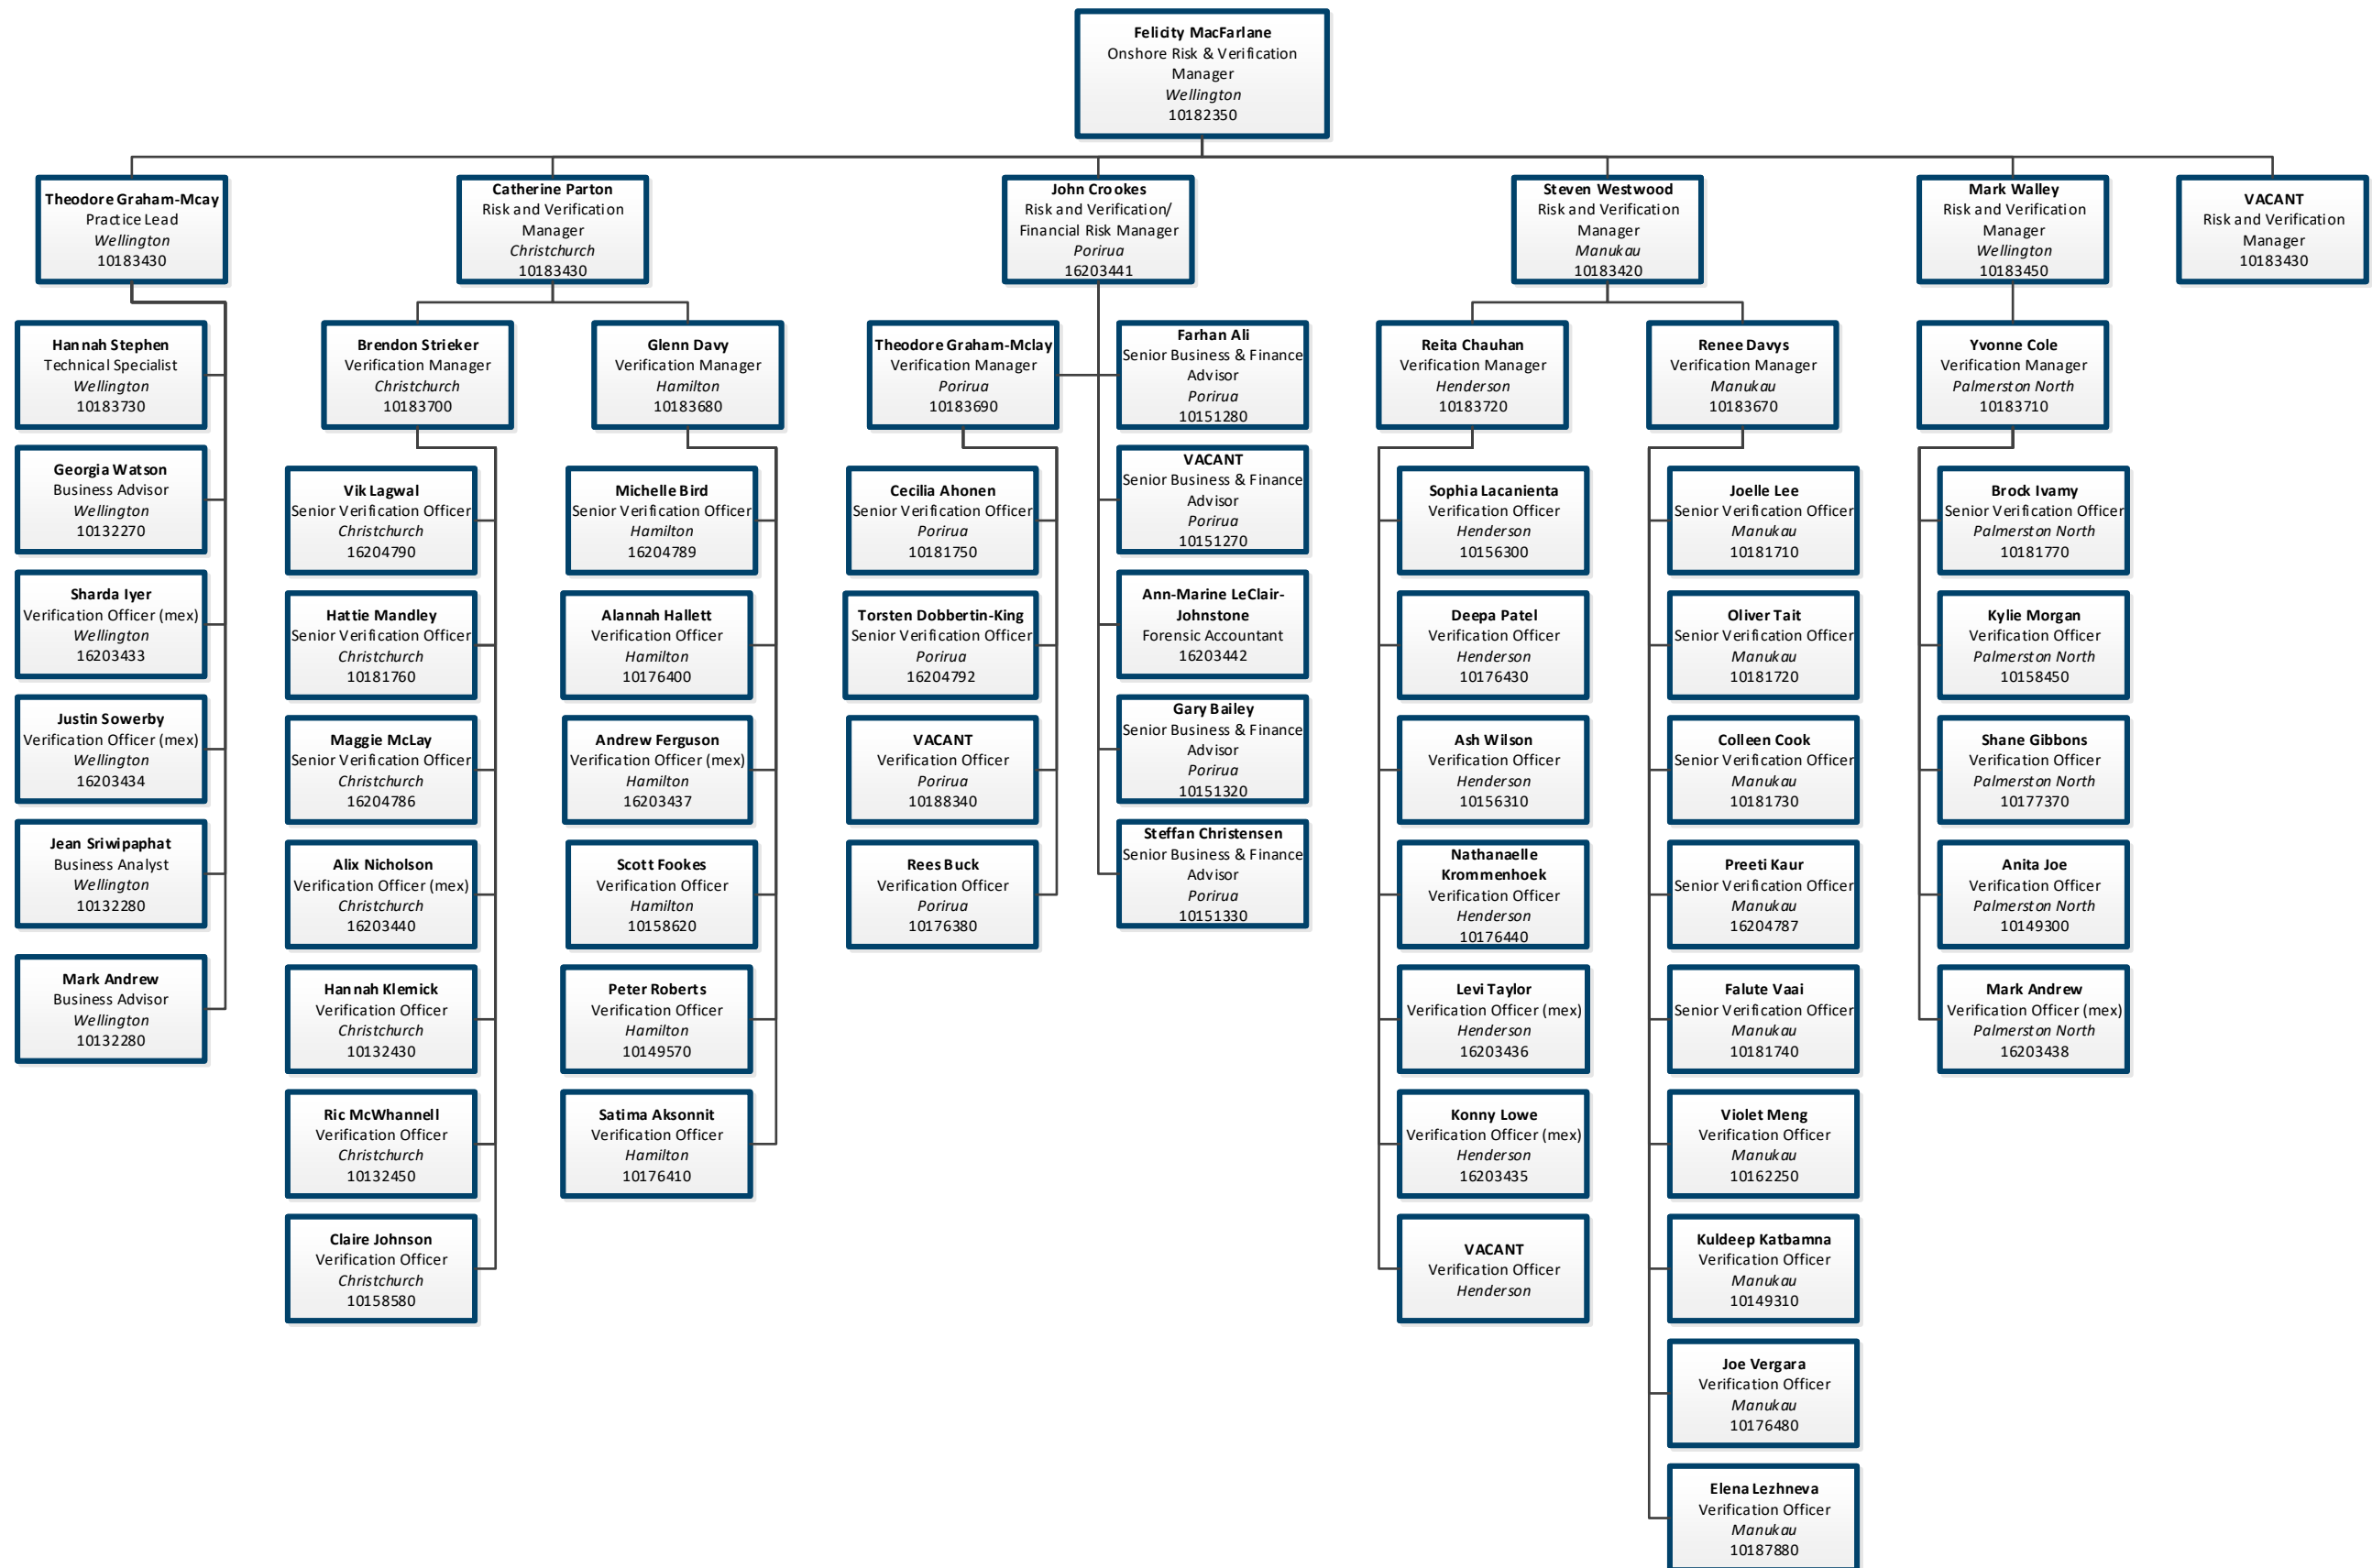 Felicity MacFarlane
Onshore Risk & Verification
Manager
Wellington
10182350
Theodore Graham-Mcay
Practice Lead
Wellington
10183430
Catherine Parton
Risk and Verification
Manager
Christchurch
10183430
John Crookes
Risk and Verification/
Financial Risk Manager
Porirua
16203441
Steven Westwood
Risk and Verification
Manager
Manukau
10183420
Mark Walley
Risk and Verification
Manager
Wellington
10183450
VACANT
Risk and Verification
Manager
10183430
Hannah Stephen
Technical Specialist
Wellington
10183730
Georgia Watson
Business Advisor
Wellington
10132270
Sharda Iyer
Verification Officer (mex)
Wellington
16203433
Justin Sowerby
Verification Officer (mex)
Wellington
16203434
Jean Sriwipaphat
Business Analyst
Wellington
10132280
Mark Andrew
Business Advisor
Wellington
10132280
Brendon Strieker
Verification Manager
Christchurch
10183700
Vik Lagwal
Senior Verification Officer
Christchurch
16204790
Hattie Mandley
Senior Verification Officer
Christchurch
10181760
Maggie McLay
Senior Verification Officer
Christchurch
16204786
Alix Nicholson
Verification Officer (mex)
Christchurch
16203440
Hannah Klemick
Verification Officer
Christchurch
10132430
Ric McWhannell
Verification Officer
Christchurch
10132450
Claire Johnson
Verification Officer
Christchurch
10158580
Glenn Davy
Verification Manager
Hamilton
10183680
Michelle Bird
Senior Verification Officer
Hamilton
16204789
Alannah Hallett
Verification Officer
Hamilton
10176400
Andrew Ferguson
Verification Officer (mex)
Hamilton
16203437
Scott Fookes
Verification Officer
Hamilton
10158620
Peter Roberts
Verification Officer
Hamilton
10149570
Satima Aksonnit
Verification Officer
Hamilton
10176410
Theodore Graham-Mclay
Verification Manager
Porirua
10183690
Cecilia Ahonen
Senior Verification Officer
Porirua
10181750
Torsten Dobbertin-King
Senior Verification Officer
Porirua
16204792
VACANT
Verification Officer
Porirua
10188340
Rees Buck
Verification Officer
Porirua
10176380
Farhan Ali
Senior Business & Finance
Advisor
Porirua
10151280
VACANT
Senior Business & Finance
Advisor
Porirua
10151270
Ann-Marine LeClair-
Johnstone
Forensic Accountant
16203442
Gary Bailey
Senior Business & Finance
Advisor
Porirua
10151320
Steffan Christensen
Senior Business & Finance
Advisor
Porirua
10151330
Reita Chauhan
Verification Manager
Henderson
10183720
Sophia Lacanienta
Verification Officer
Henderson
10156300
Deepa Patel
Verification Officer
Henderson
10176430
Ash Wilson
Verification Officer
Henderson
10156310
Nathanaelle
Krommenhoek
Verification Officer
Henderson
10176440
Levi Taylor
Verification Officer (mex)
Henderson
16203436
Konny Lowe
Verification Officer (mex)
Henderson
16203435
VACANT
Verification Officer
Henderson
Renee Davys
Verification Manager
Manukau
10183670
Joelle Lee
Senior Verification Officer
Manukau
10181710
Oliver Tait
Senior Verification Officer
Manukau
10181720
Colleen Cook
Senior Verification Officer
Manukau
10181730
Preeti Kaur
Senior Verification Officer
Manukau
16204787
Falute Vaai
Senior Verification Officer
Manukau
10181740
Violet Meng
Verification Officer
Manukau
10162250
Kuldeep Katbamna
Verification Officer
Manukau
10149310
Joe Vergara
Verification Officer
Manukau
10176480
Elena Lezhneva
Verification Officer
Manukau
10187880
Yvonne Cole
Verification Manager
Palmerston North
10183710
Brock Ivamy
Senior Verification Officer
Palmerston North
10181770
Kylie Morgan
Verification Officer
Palmerston North
10158450
Shane Gibbons
Verification Officer
Palmerston North
10177370
Anita Joe
Verification Officer
Palmerston North
10149300
Mark Andrew
Verification Officer (mex)
Palmerston North
16203438